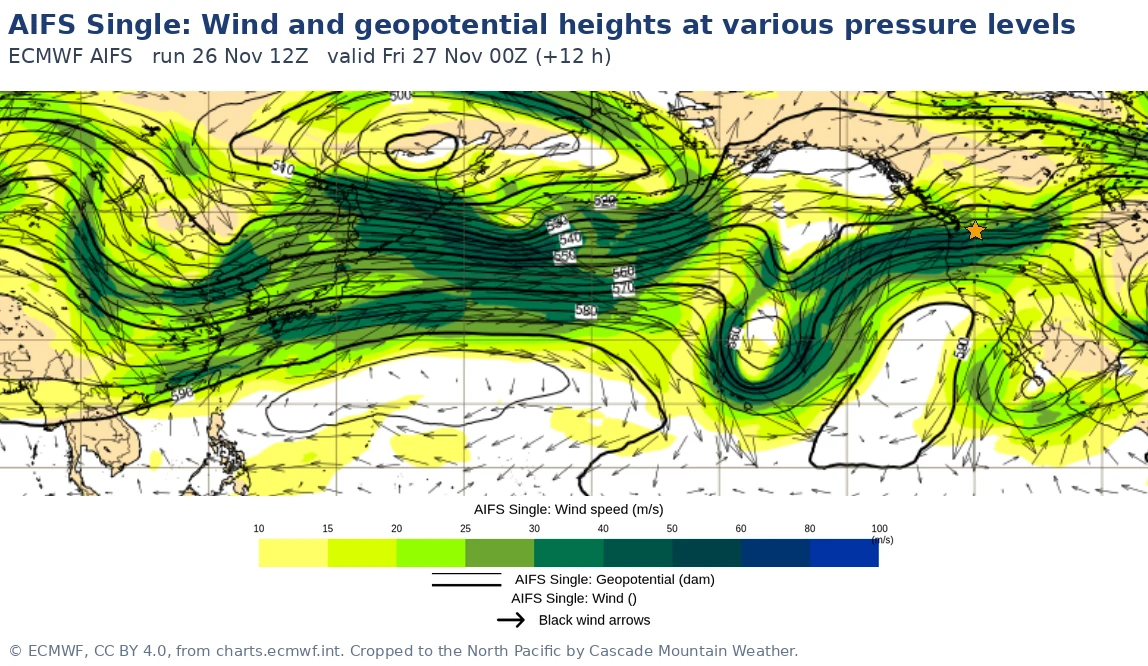 AIFS Single: Wind and geopotential heights at various pressure levels
ECMWF AIFS run 26 Nov 12Z valid Fri 27 Nov 00Z (+12 h)
500
510
520
540
550
560
570
580
560
580
590
AIFS Single: Wind speed (m/s)
10 15 20 25 30 40 50 60 80 100
(m/s)
AIFS Single: Geopotential (dam)
AIFS Single: Wind ()
Black wind arrows
© ECMWF, CC BY 4.0, from charts.ecmwf.int. Cropped to the North Pacific by Cascade Mountain Weather.